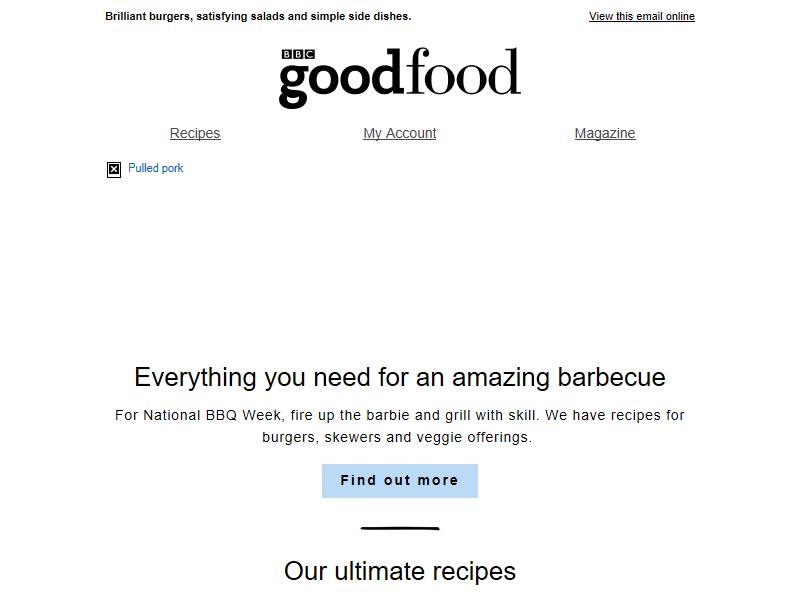 Brilliant burgers, satisfying salads and simple side dishes.
View this email online
BBC
goodfood
Recipes
My Account
Magazine
Pulled pork
Everything you need for an amazing barbecue
For National BBQ Week, fire up the barbie and grill with skill. We have recipes for
burgers, skewers and veggie offerings.
Find out more
Our ultimate recipes